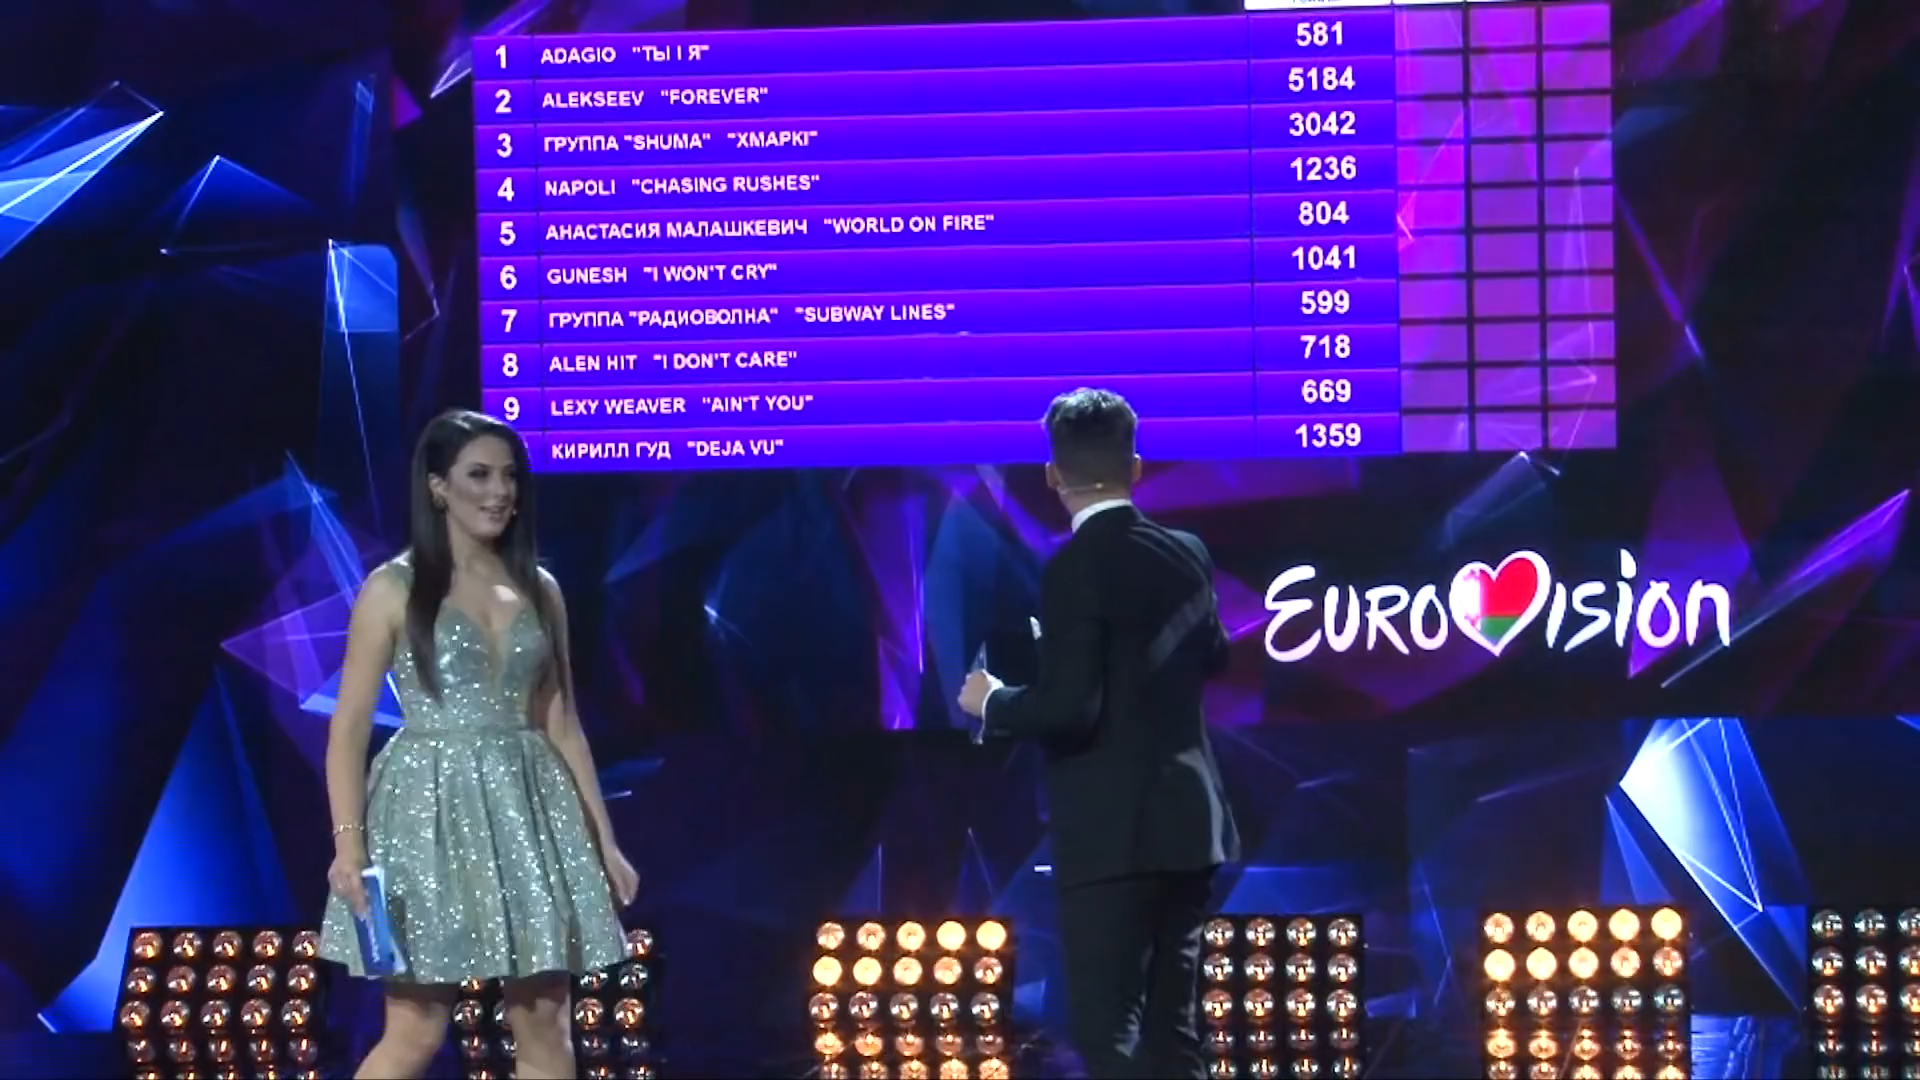 1 ADAGIO "ТЫ І Я" 581
2 ALEKSEEV "FOREVER" 5184
3 ГРУППА "SHUMA" "ХМАРКІ" 3042
4 NAPOLI "CHASING RUSHES" 1236
5 АНАСТАСИЯ МАЛАШКЕВИЧ "WORLD ON FIRE" 804
6 GUNESH "I WON'T CRY" 1041
7 ГРУППА "РАДИОВОЛНА" "SUBWAY LINES" 599
8 ALEN HIT "I DON'T CARE" 718
9 LEXY WEAVER "AIN'T YOU" 669
КИРИЛЛ ГУД "DEJA VU" 1359
EUROVISION